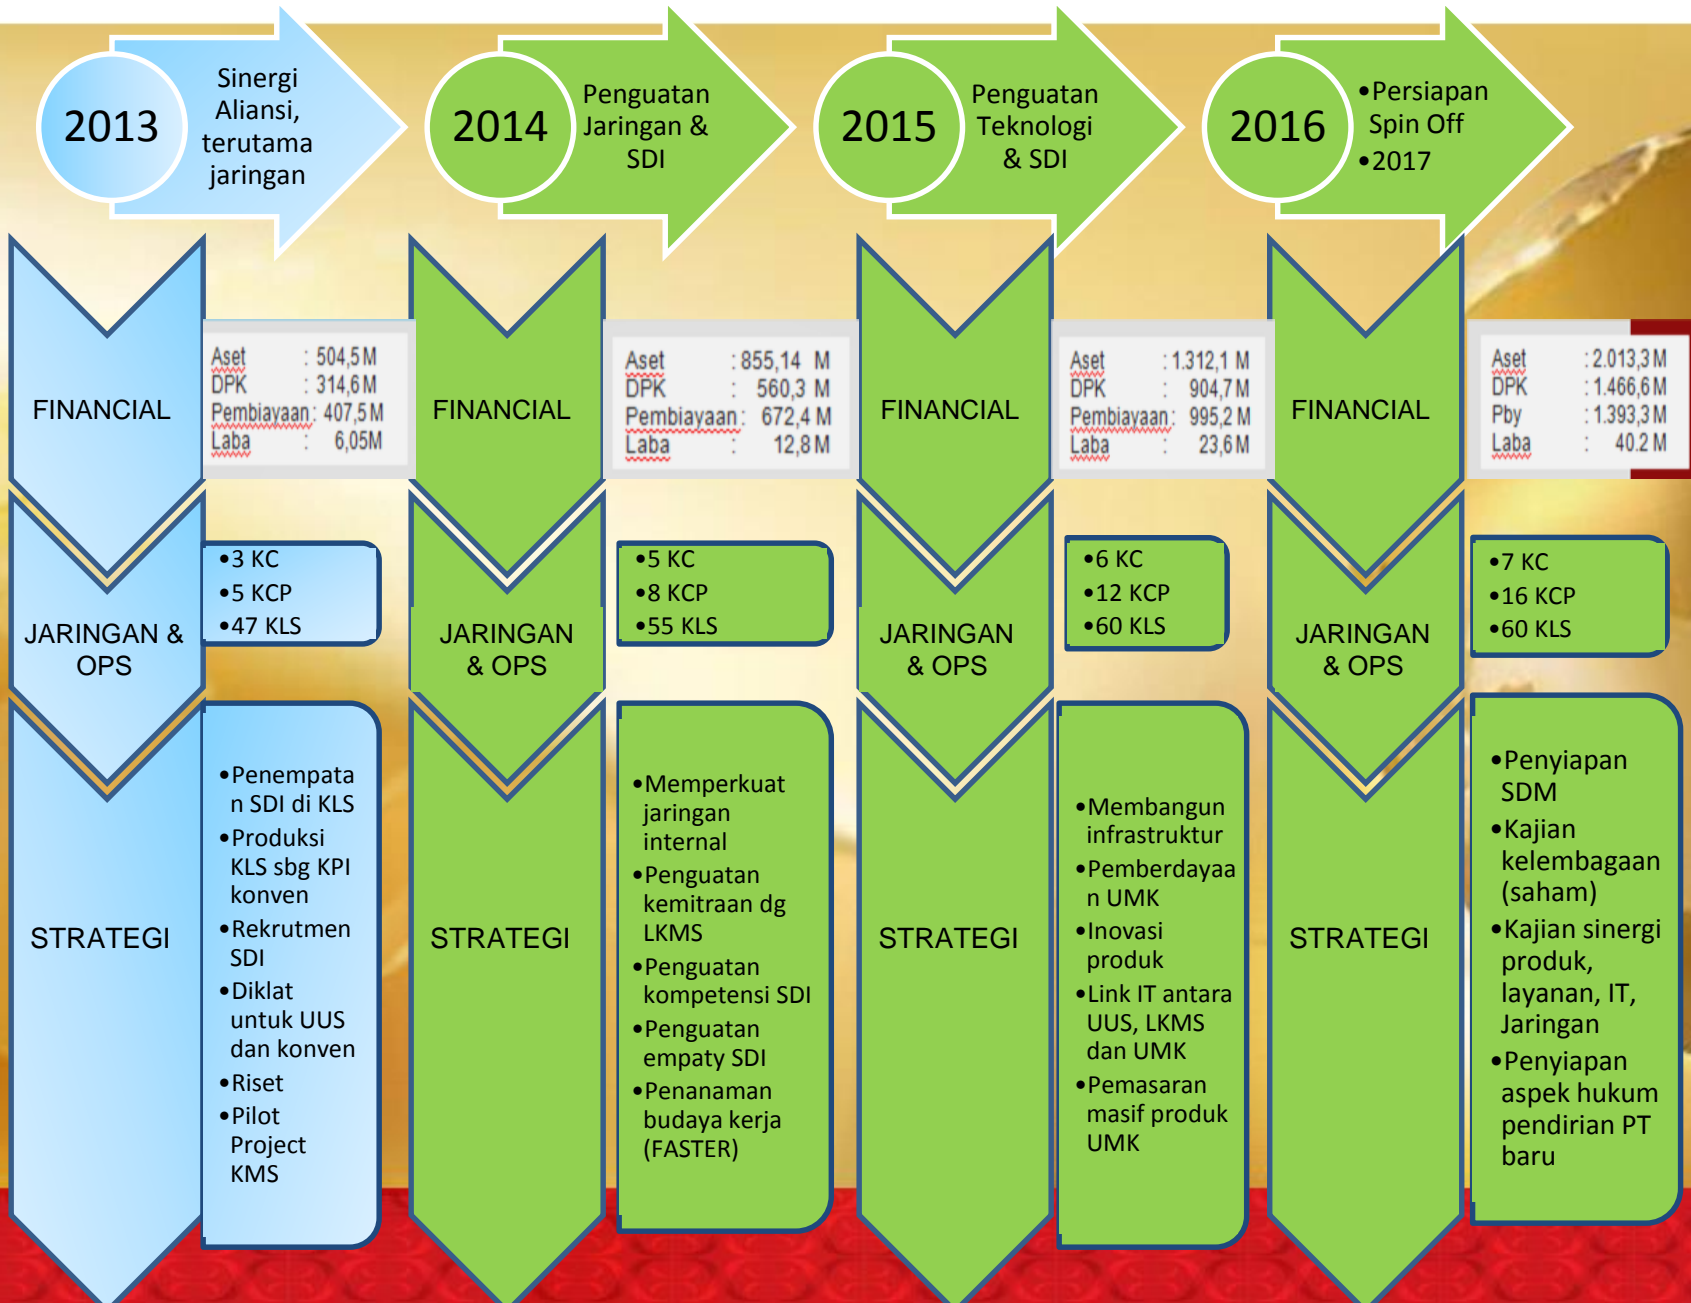 2013
Sinergi
Aliansi,
terutama
jaringan
2014
Penguatan
Jaringan &
SDI
2015
Penguatan
Teknologi
& SDI
2016
•Persiapan
Spin Off
•2017
FINANCIAL
Aset : 504,5 M
DPK : 314,6 M
Pembiayaan : 407,5 M
Laba : 6,05M
FINANCIAL
Aset : 855,14 M
DPK : 560,3 M
Pembiayaan : 672,4 M
Laba : 12,8 M
FINANCIAL
Aset : 1.312,1 M
DPK : 904,7 M
Pembiayaan : 995,2 M
Laba : 23,6 M
FINANCIAL
Aset : 2.013,3 M
DPK : 1.466,6 M
Pby : 1.393,3 M
Laba : 40.2 M
JARINGAN &
OPS
•3 KC
•5 KCP
•47 KLS
JARINGAN
& OPS
•5 KC
•8 KCP
•55 KLS
JARINGAN
& OPS
•6 KC
•12 KCP
•60 KLS
JARINGAN
& OPS
•7 KC
•16 KCP
•60 KLS
STRATEGI
•Penempata
n SDI di KLS
•Produksi
KLS sbg KPI
konven
•Rekrutmen
SDI
•Diklat
untuk UUS
dan konven
•Riset
•Pilot
Project
KMS
STRATEGI
•Memperkuat
jaringan
internal
•Penguatan
kemitraan dg
LKMS
•Penguatan
kompetensi SDI
•Penguatan
empaty SDI
•Penanaman
budaya kerja
(FASTER)
STRATEGI
•Membangun
infrastruktur
•Pemberdayaa
n UMK
•Inovasi
produk
•Link IT antara
UUS, LKMS
dan UMK
•Pemasaran
masif produk
UMK
STRATEGI
•Penyiapan
SDM
•Kajian
kelembagaan
(saham)
•Kajian sinergi
produk,
layanan, IT,
Jaringan
•Penyiapan
aspek hukum
pendirian PT
baru